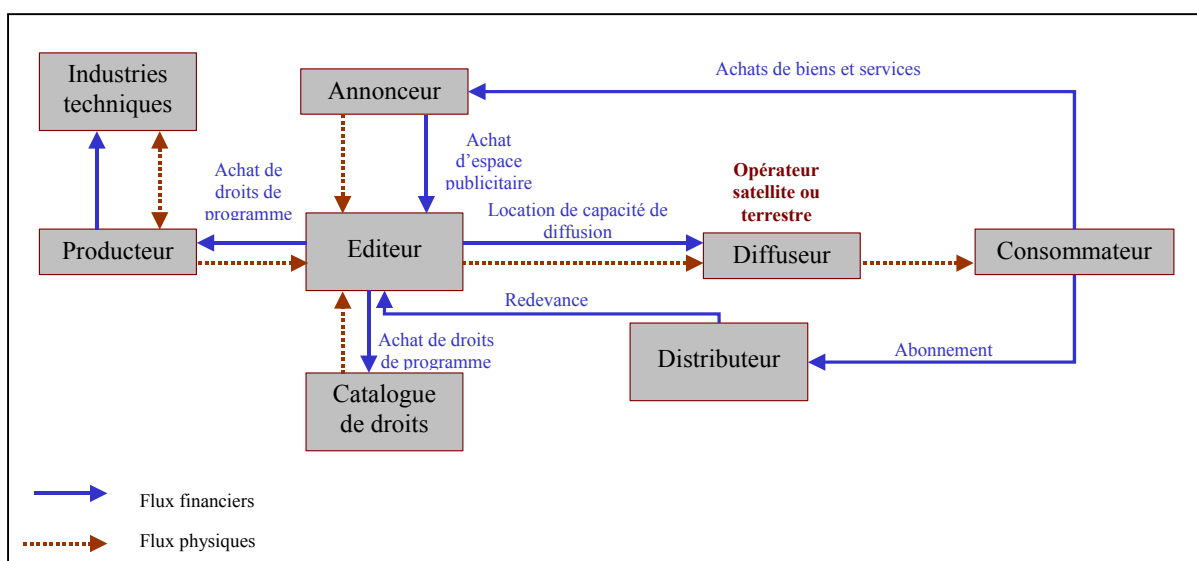 Industries
techniques
Annonceur
Achats de biens et services
Achat de
droits de
programme
Achat
d’espace
publicitaire
Opérateur
satellite ou
terrestre
Location de capacité de
diffusion
Producteur
Editeur
Diffuseur
Consommateur
Redevance
Achat de droits
de programme
Distributeur
Abonnement
Catalogue
de droits
Flux financiers
Flux physiques